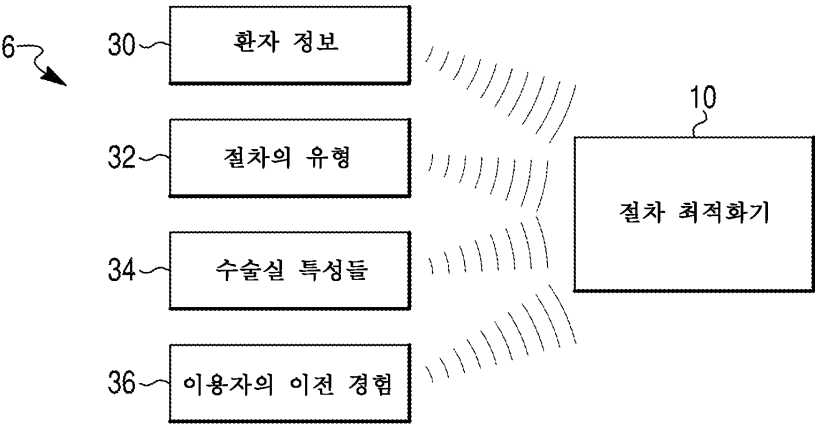 6
30 환자 정보
32 절차의 유형
34 수술실 특성들
36 이용자의 이전 경험
10
절차 최적화기